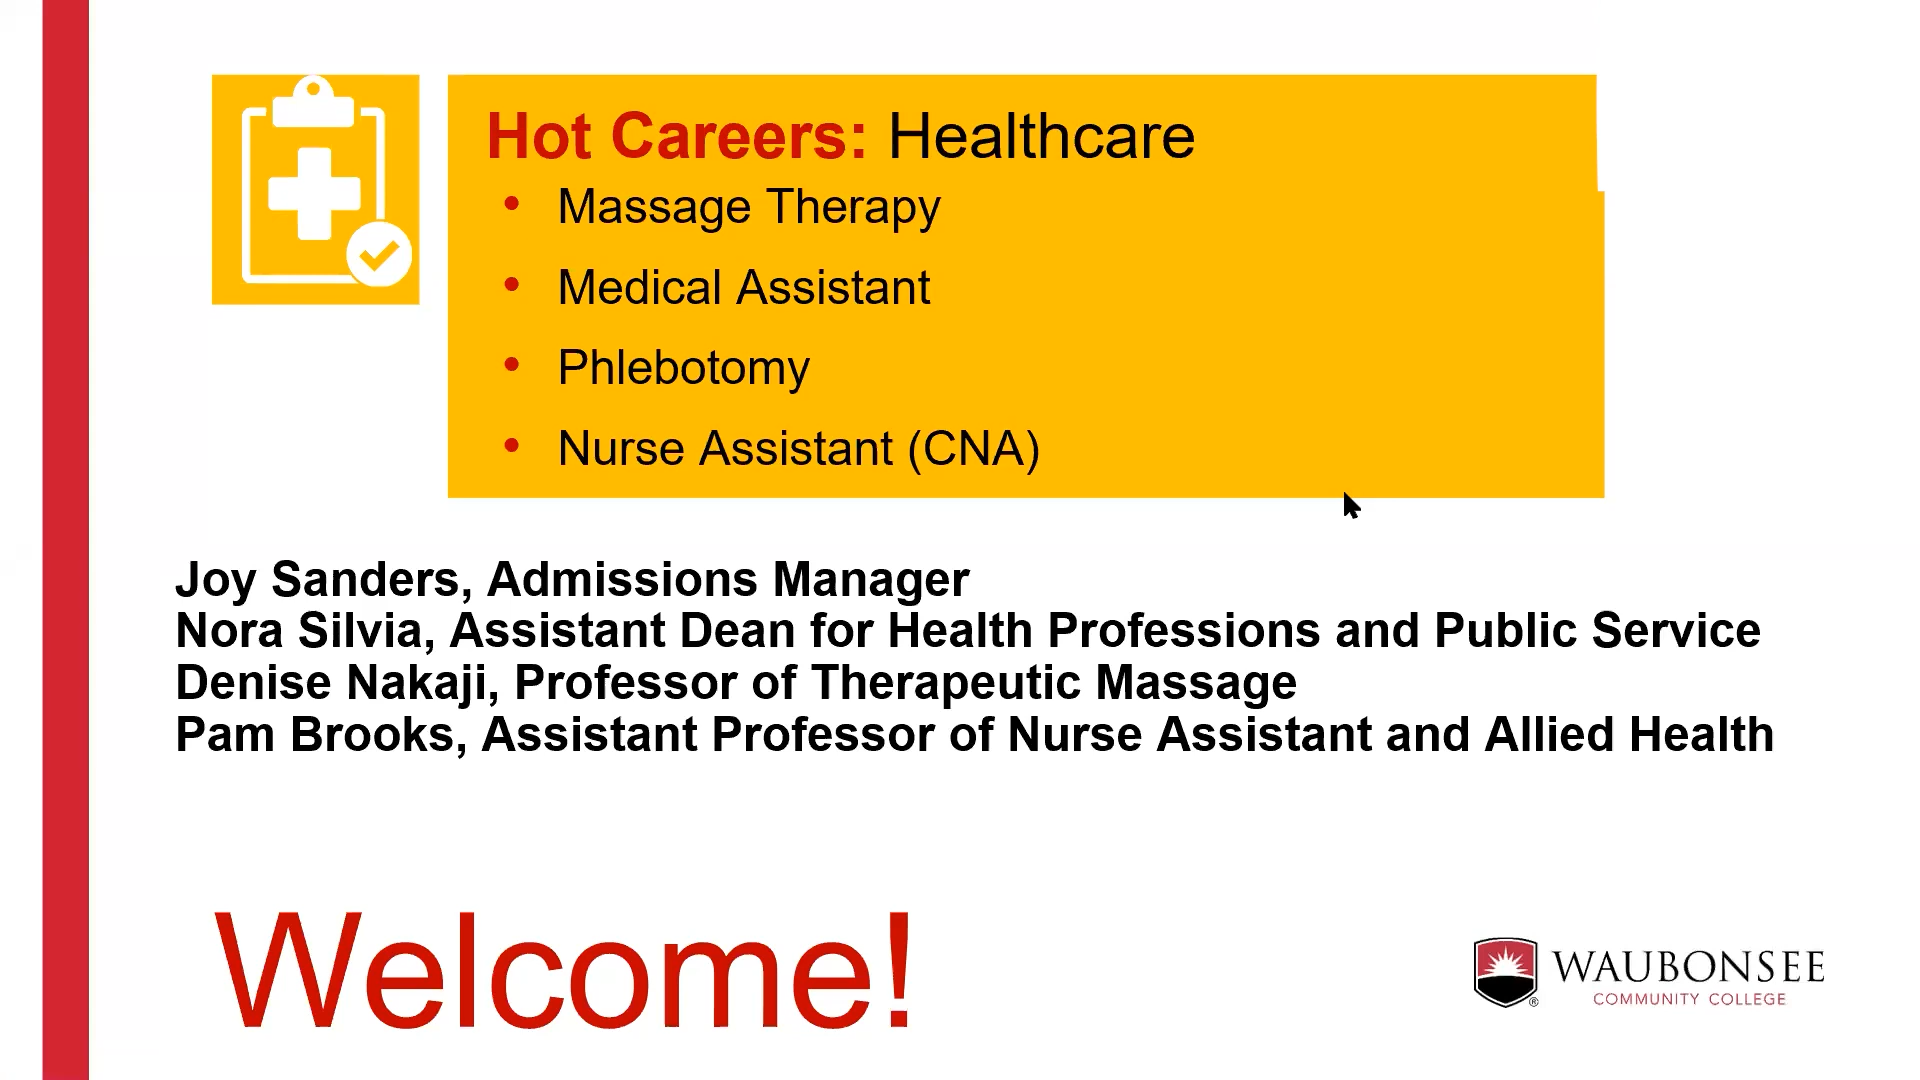 Hot Careers: Healthcare
• Massage Therapy
• Medical Assistant
• Phlebotomy
• Nurse Assistant (CNA)
Joy Sanders, Admissions Manager
Nora Silvia, Assistant Dean for Health Professions and Public Service
Denise Nakaji, Professor of Therapeutic Massage
Pam Brooks, Assistant Professor of Nurse Assistant and Allied Health
Welcome!
WAUBONSEE
COMMUNITY COLLEGE
®